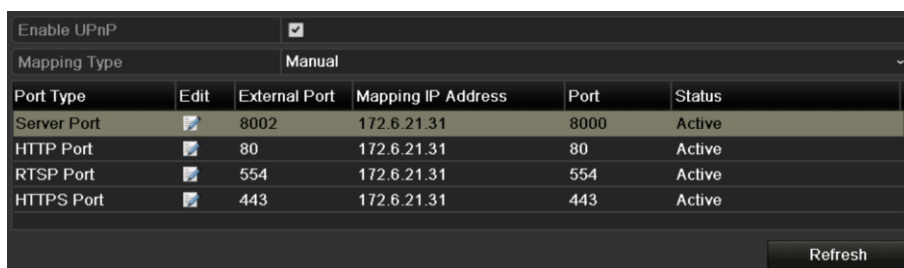 Enable UPnP
Mapping Type Manual
Port Type Edit External Port Mapping IP Address Port Status
Server Port 8002 172.6.21.31 8000 Active
HTTP Port 80 172.6.21.31 80 Active
RTSP Port 554 172.6.21.31 554 Active
HTTPS Port 443 172.6.21.31 443 Active
Refresh